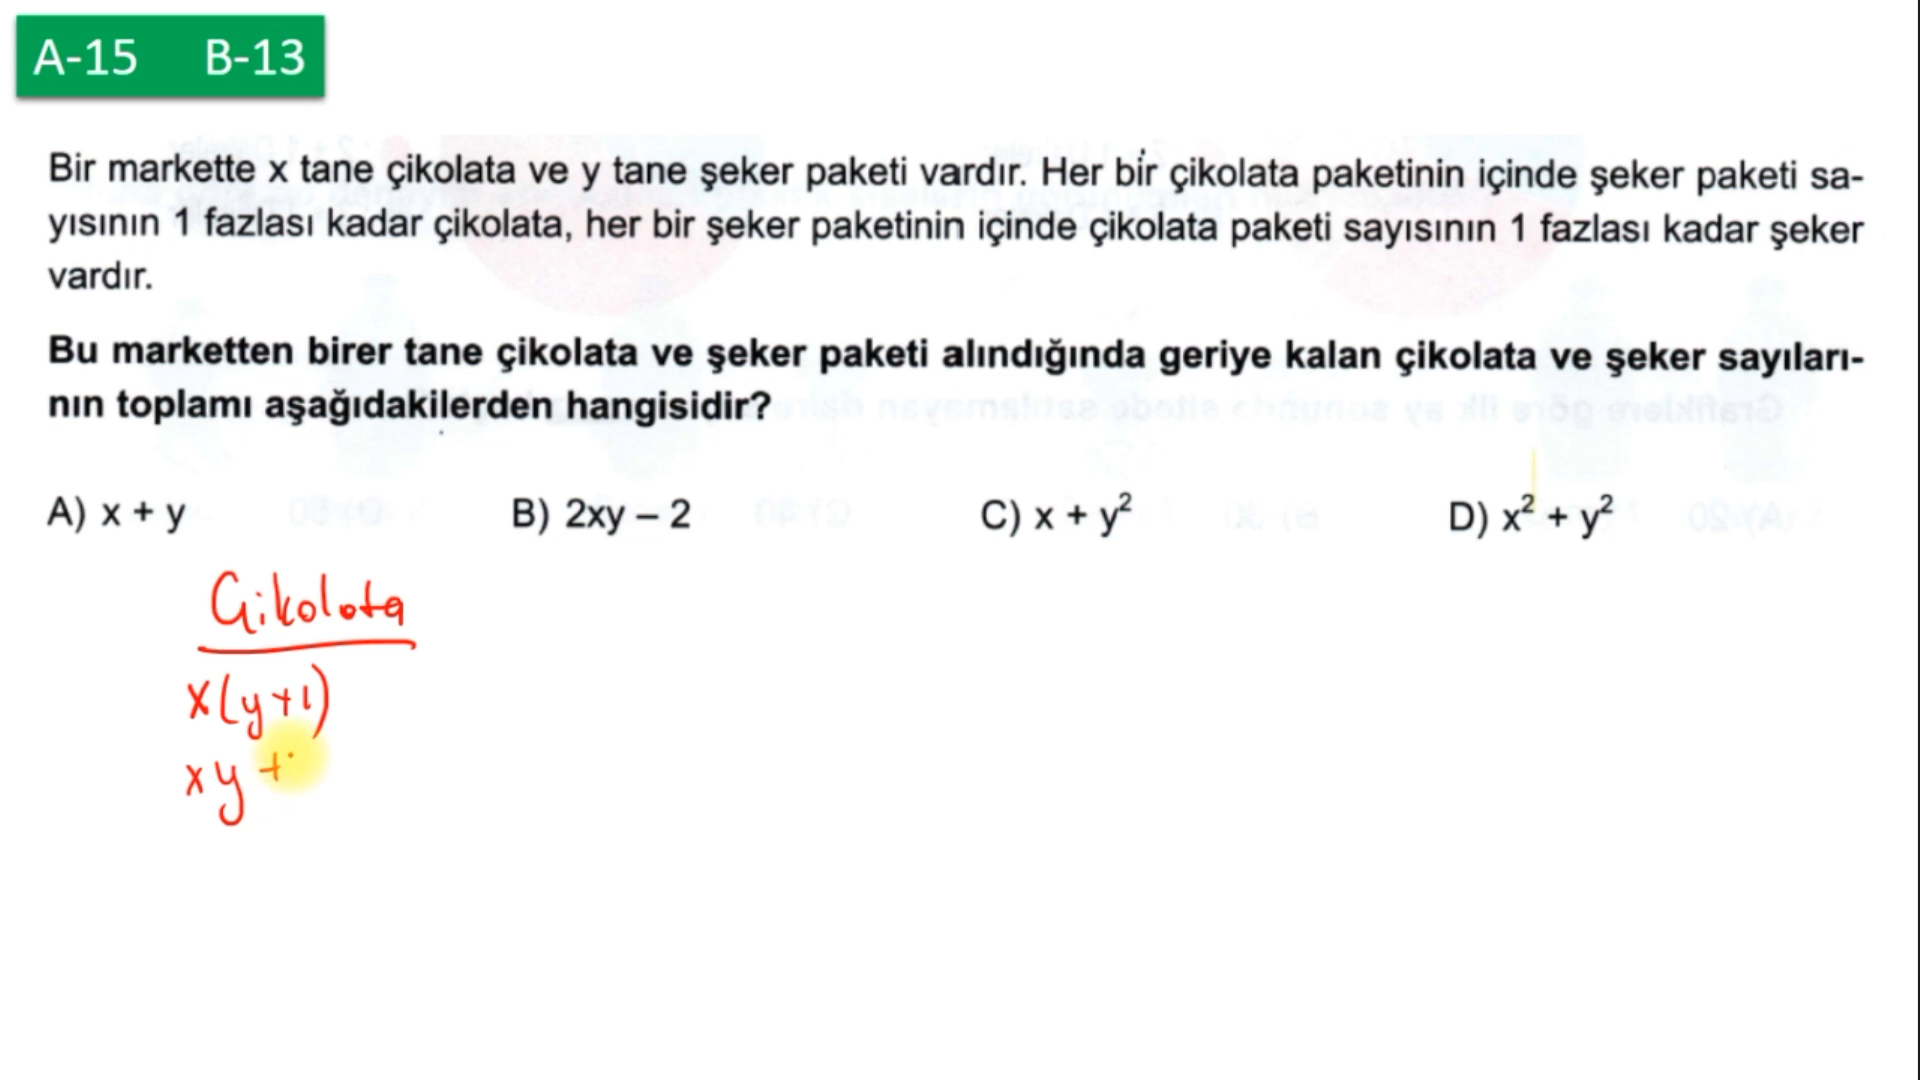 A-15 B-13
Bir markette x tane çikolata ve y tane şeker paketi vardır. Her bir çikolata paketinin içinde şeker paketi sa-
yısının 1 fazlası kadar çikolata, her bir şeker paketinin içinde çikolata paketi sayısının 1 fazlası kadar şeker
vardır.
Bu marketten birer tane çikolata ve şeker paketi alındığında geriye kalan çikolata ve şeker sayıları-
nın toplamı aşağıdakilerden hangisidir?
A) x + y B) 2xy – 2 C) x + y² D) x² + y²
Çikolota
x(y+1)
xy +